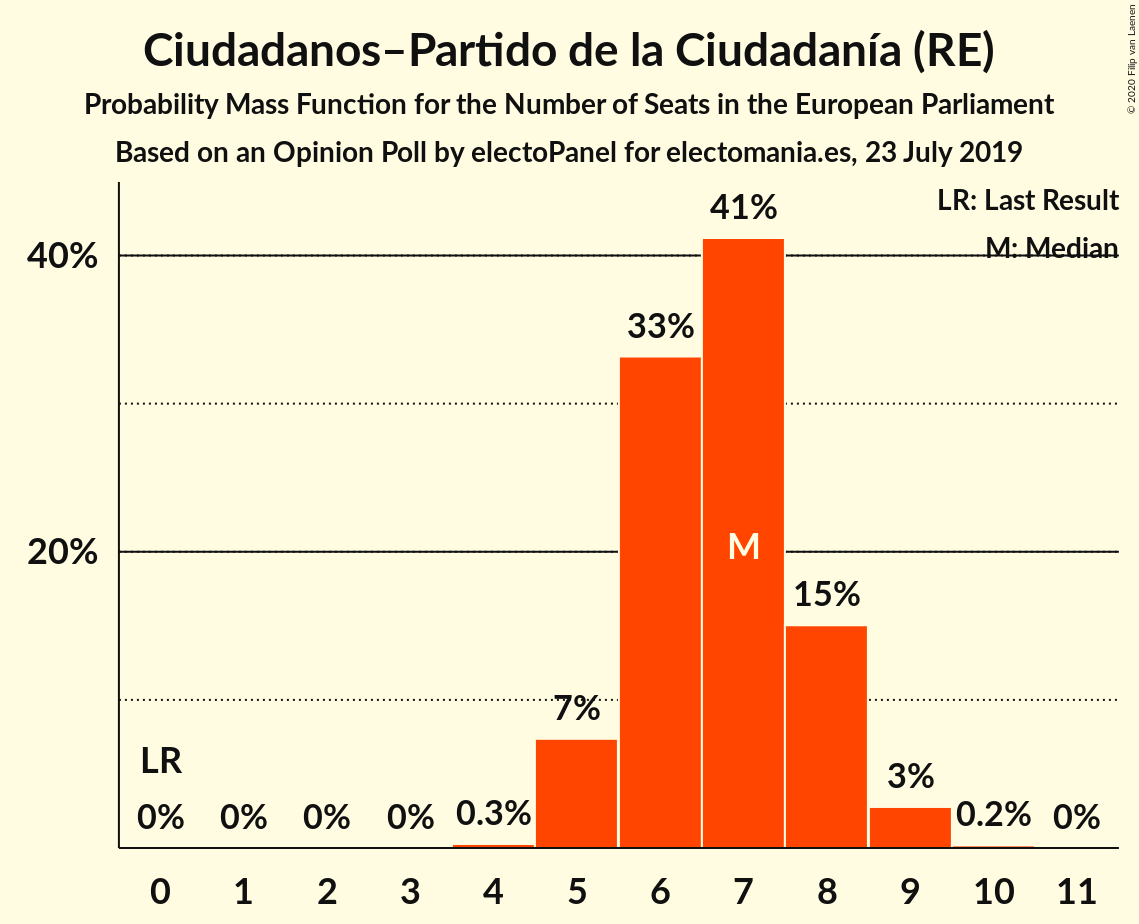 Ciudadanos–Partido de la Ciudadanía (RE)
Probability Mass Function for the Number of Seats in the European Parliament
Based on an Opinion Poll by electoPanel for electomania.es, 23 July 2019
© 2020 Filip van Laenen
LR: Last Result
M: Median
41%
40%
33%
M
20%
15%
7%
LR
3%
0% 0% 0% 0% 0.3% 0.2% 0%
0 1 2 3 4 5 6 7 8 9 10 11